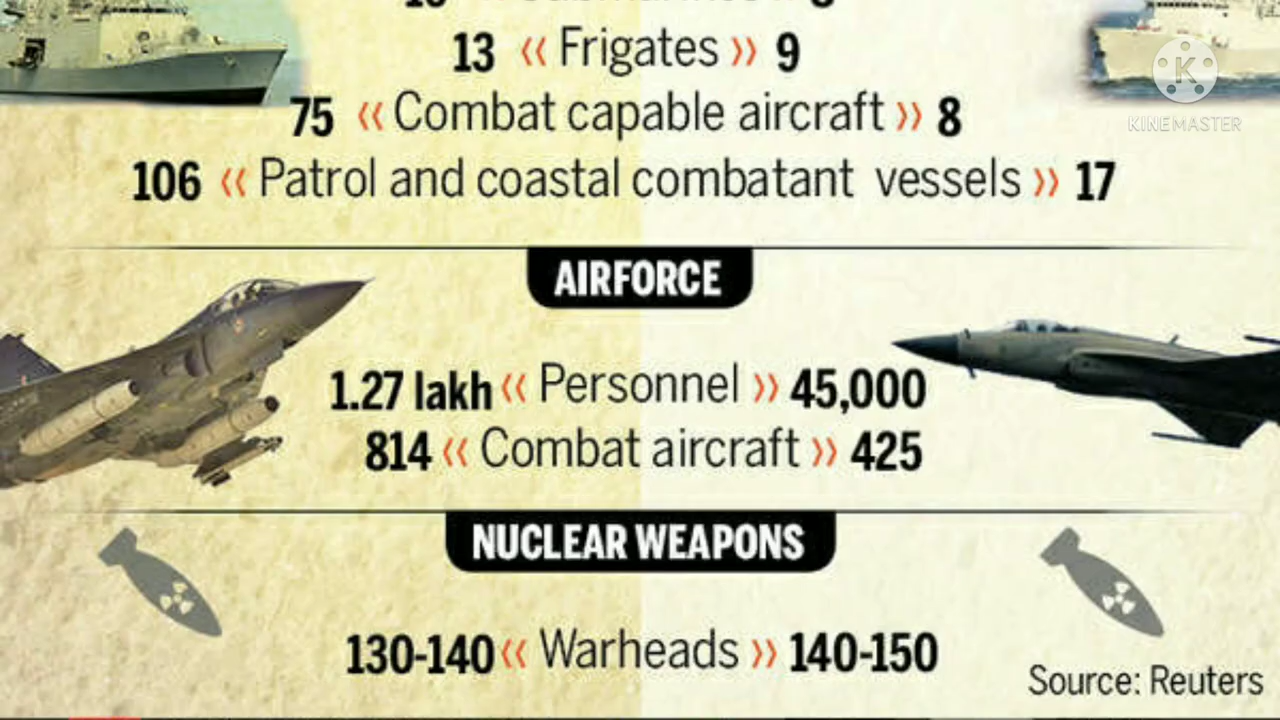 13 ‹‹ Frigates ›› 9
K
KINEMASTER
75 ‹‹ Combat capable aircraft ›› 8
106 ‹‹ Patrol and coastal combatant vessels ›› 17
AIRFORCE
1.27 lakh ‹‹ Personnel ›› 45,000
814 ‹‹ Combat aircraft ›› 425
NUCLEAR WEAPONS
130-140 ‹‹ Warheads ›› 140-150
Source: Reuters